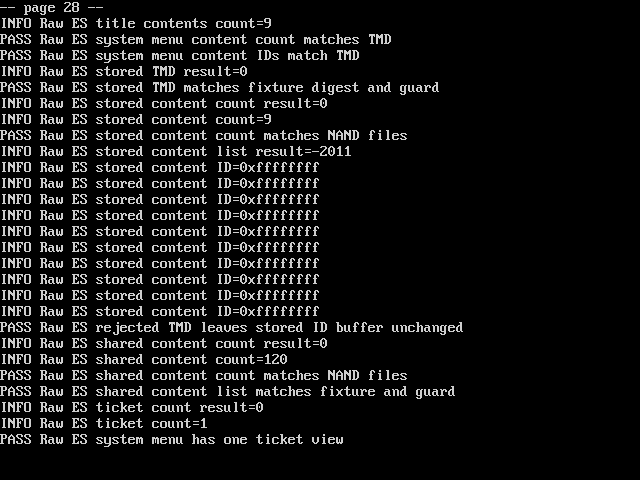 -- page 28 --
INFO Raw ES title contents count=9
PASS Raw ES system menu content count matches TMD
PASS Raw ES system menu content IDs match TMD
INFO Raw ES stored TMD result=0
PASS Raw ES stored TMD matches fixture digest and guard
INFO Raw ES stored content count result=0
INFO Raw ES stored content count=9
PASS Raw ES stored content count matches NAND files
INFO Raw ES stored content list result=-2011
INFO Raw ES stored content ID=0xffffffff
INFO Raw ES stored content ID=0xffffffff
INFO Raw ES stored content ID=0xffffffff
INFO Raw ES stored content ID=0xffffffff
INFO Raw ES stored content ID=0xffffffff
INFO Raw ES stored content ID=0xffffffff
INFO Raw ES stored content ID=0xffffffff
INFO Raw ES stored content ID=0xffffffff
INFO Raw ES stored content ID=0xffffffff
INFO Raw ES stored content ID=0xffffffff
PASS Raw ES rejected TMD leaves stored ID buffer unchanged
INFO Raw ES shared content count result=0
INFO Raw ES shared content count=120
PASS Raw ES shared content count matches NAND files
PASS Raw ES shared content list matches fixture and guard
INFO Raw ES ticket count result=0
INFO Raw ES ticket count=1
PASS Raw ES system menu has one ticket view